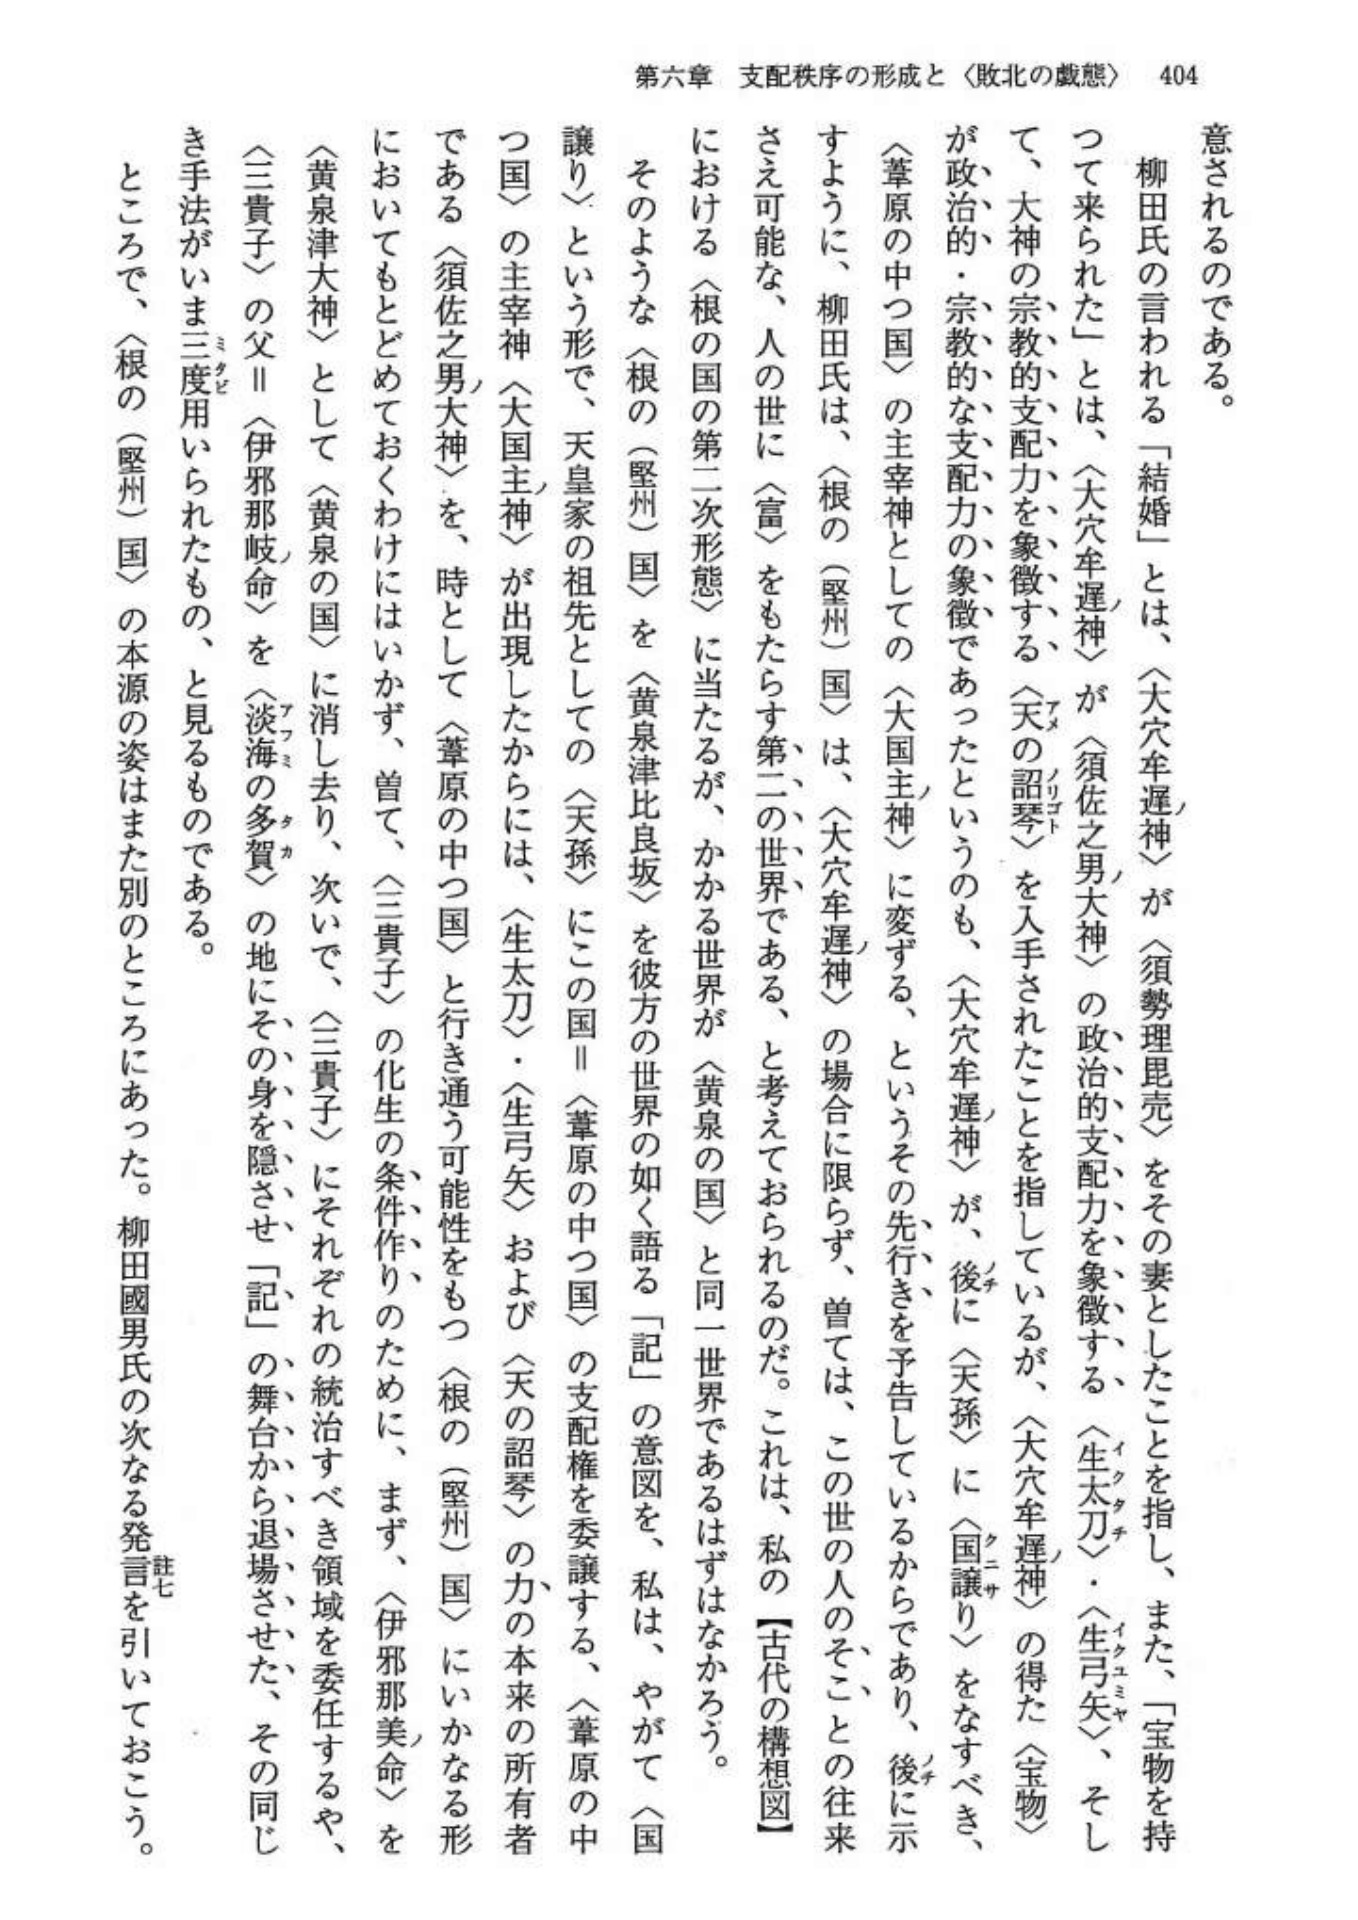 第六章　支配秩序の形成と〈敗北の戯態〉　404
意されるのである。
　柳田氏の言われる「結婚」とは、〈大穴牟遅ノ神〉が〈須勢理毘売〉をその妻としたことを指し、また、「宝物を持
つて来られた」とは、〈大穴牟遅ノ神〉が〈須佐之男ノ大神〉の政治的支配力を象徴する〈生太刀〉・〈生弓矢〉、そし
て、大神の宗教的支配力を象徴する〈天の詔琴〉を入手されたことを指しているが、〈大穴牟遅ノ神〉の得た〈宝物〉
が政治的・宗教的な支配力の象徴であったというのも、〈大穴牟遅ノ神〉が、後に〈天孫〉に〈国譲り〉をなすべき、
〈葦原の中つ国〉の主宰神としての〈大国主ノ神〉に変ずる、というその先行きを予告しているからであり、後に示
すように、柳田氏は、〈根の（堅州）国〉は、〈大穴牟遅ノ神〉の場合に限らず、曽ては、この世の人のそことの往来
さえ可能な、人の世に〈富〉をもたらす第二の世界である、と考えておられるのだ。これは、私の【古代の構想図】
における〈根の国の第二次形態〉に当たるが、かかる世界が〈黄泉の国〉と同一世界であるはずはなかろう。
　そのような〈根の（堅州）国〉を〈黄泉津比良坂〉を彼方の世界の如く語る「記」の意図を、私は、やがて〈国
譲り〉という形で、天皇家の祖先としての〈天孫〉にこの国＝〈葦原の中つ国〉の支配権を委譲する、〈葦原の中
つ国〉の主宰神〈大国主ノ神〉が出現したからには、〈生太刀〉・〈生弓矢〉および〈天の詔琴〉の力の本来の所有者
である〈須佐之男ノ大神〉を、時として〈葦原の中つ国〉と行き通う可能性をもつ〈根の（堅州）国〉にいかなる形
においてもとどめておくわけにはいかず、曽て、〈三貴子〉の化生の条件作りのために、まず、〈伊邪那美ノ命〉を
〈黄泉津大神〉として〈黄泉の国〉に消し去り、次いで、〈三貴子〉にそれぞれの統治すべき領域を委任するや、
〈三貴子〉の父＝〈伊邪那岐ノ命〉を〈淡海の多賀〉の地にその身を隠させ「記」の舞台から退場させた、その同じ
き手法がいま三度用いられたもの、と見るものである。
　ところで、〈根の（堅州）国〉の本源の姿はまた別のところにあった。柳田國男氏の次なる発言註七を引いておこう。